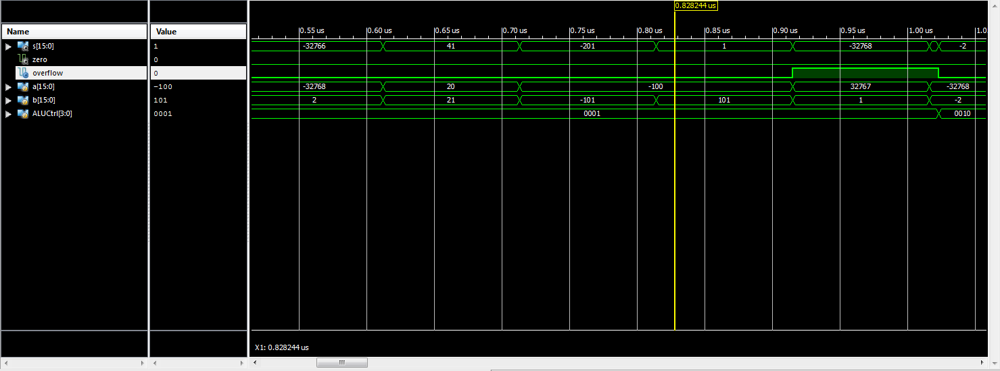 0.828244 us
Name Value 0.55 us 0.60 us 0.65 us 0.70 us 0.75 us 0.80 us 0.85 us 0.90 us 0.95 us 1.00 us 1.0
s[15:0] 1 -32766 41 -201 1 -32768 -2
zero 0
overflow 0
a[15:0] -100 -32768 20 -100 32767 -32768
b[15:0] 101 2 21 -101 101 1 -2
ALUCtrl[3:0] 0001 0001 0010
X1: 0.828244 us